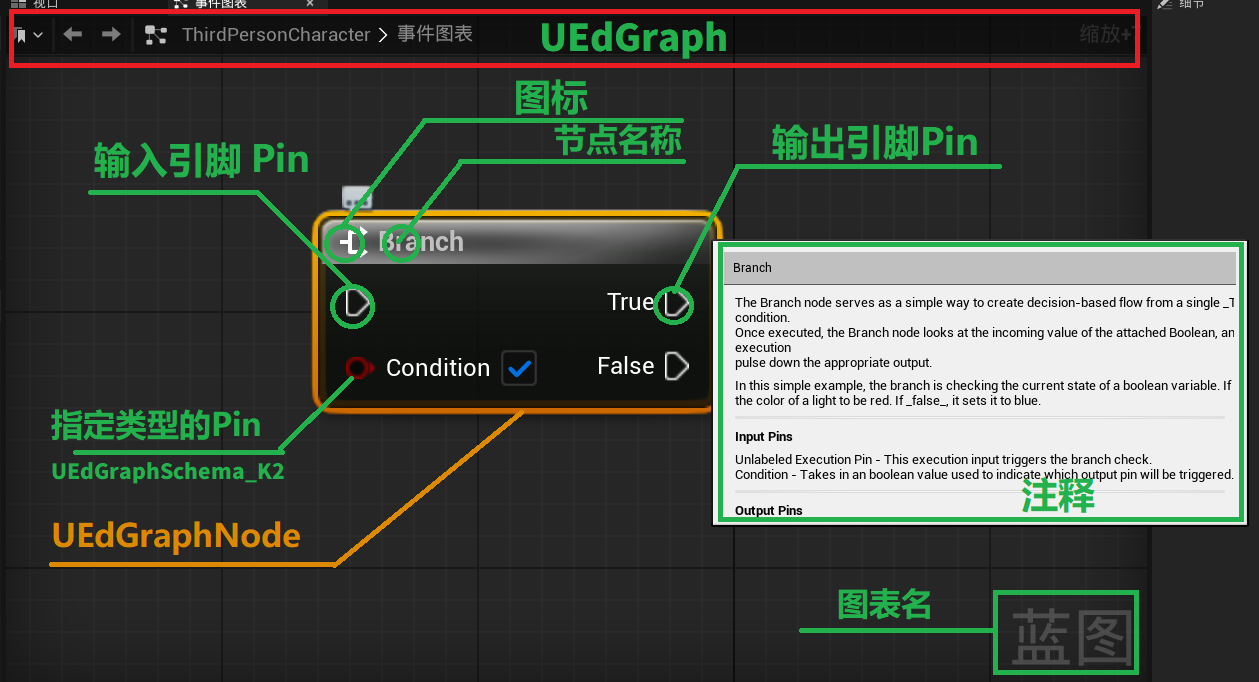 视口
事件图表
×
细节
ThirdPersonCharacter > 事件图表
UEdGraph
缩放+
图标
节点名称
输入引脚 Pin
输出引脚Pin
Branch
True
Condition
False
Branch
The Branch node serves as a simple way to create decision-based flow from a single _T
condition.
Once executed, the Branch node looks at the incoming value of the attached Boolean, an
execution
pulse down the appropriate output.
In this simple example, the branch is checking the current state of a boolean variable. If
the color of a light to be red. If _false_, it sets it to blue.
Input Pins
Unlabeled Execution Pin - This execution input triggers the branch check.
Condition - Takes in an boolean value used to indicate which output pin will be triggered.
Output Pins
注释
指定类型的Pin
UEdGraphSchema_K2
UEdGraphNode
图表名
蓝图